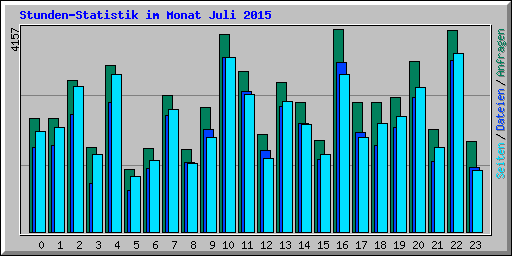 Stunden-Statistik im Monat Juli 2015
4157
Seiten / Dateien / Anfragen
0 1 2 3 4 5 6 7 8 9 10 11 12 13 14 15 16 17 18 19 20 21 22 23